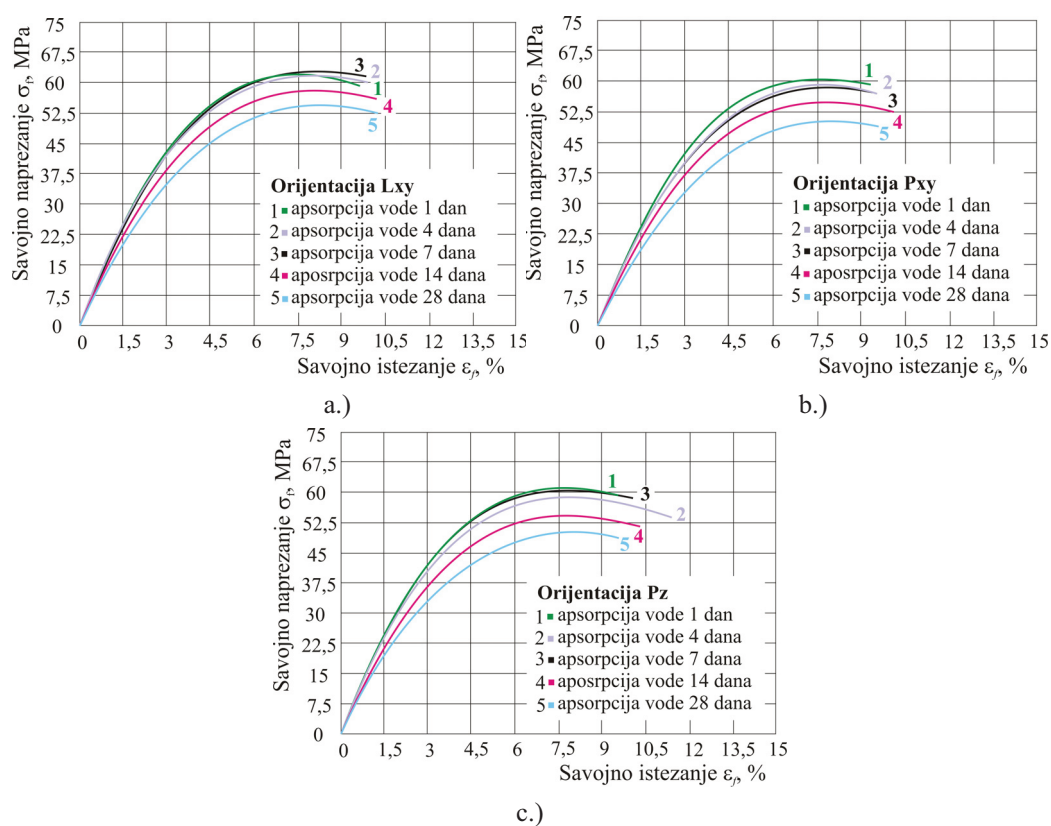 Savojno naprezanje σf, MPa
75
67,5
60
52,5
45
37,5
30
22,5
15
7,5
0
3
2
1
4
5
Orijentacija Lxy
1 apsorpcija vode 1 dan
2 apsorpcija vode 4 dana
3 apsorpcija vode 7 dana
4 aposrpcija vode 14 dana
5 apsorpcija vode 28 dana
0 1,5 3 4,5 6 7,5 9 10,5 12 13,5 15
Savojno istezanje εf, %
a.)
Savojno naprezanje σf, MPa
75
67,5
60
52,5
45
37,5
30
22,5
15
7,5
0
1
2
3
4
5
Orijentacija Pxy
1 apsorpcija vode 1 dan
2 apsorpcija vode 4 dana
3 apsorpcija vode 7 dana
4 aposrpcija vode 14 dana
5 apsorpcija vode 28 dana
0 1,5 3 4,5 6 7,5 9 10,5 12 13,5 15
Savojno istezanje εf, %
b.)
Savojno naprezanje σf, MPa
75
67,5
60
52,5
45
37,5
30
22,5
15
7,5
0
1
3
2
4
5
Orijentacija Pz
1 apsorpcija vode 1 dan
2 apsorpcija vode 4 dana
3 apsorpcija vode 7 dana
4 aposrpcija vode 14 dana
5 apsorpcija vode 28 dana
0 1,5 3 4,5 6 7,5 9 10,5 12 13,5 15
Savojno istezanje εf, %
c.)